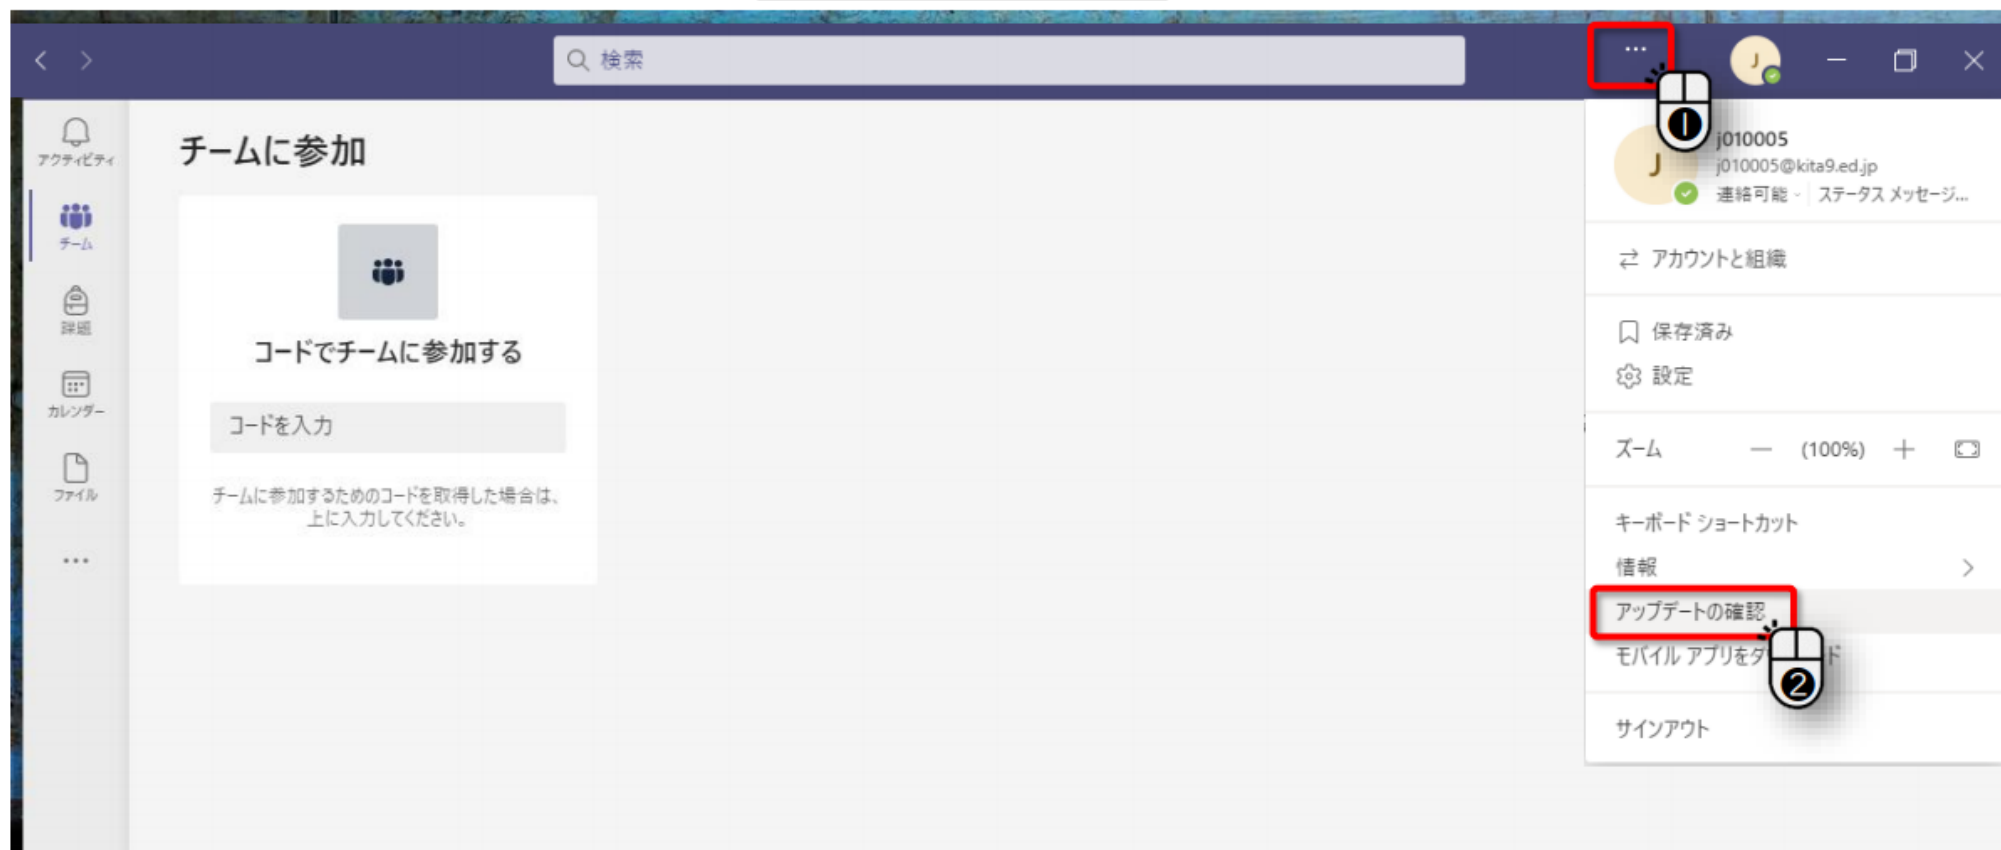 検索
…
J
アクティビティ
チーム
課題
カレンダー
ファイル
…
チームに参加
コードでチームに参加する
コードを入力
チームに参加するためのコードを取得した場合は、
上に入力してください。
❶
J
j010005
j010005@kita9.ed.jp
連絡可能 ステータス メッセージ...
アカウントと組織
保存済み
設定
ズーム — (100%) +
キーボード ショートカット
情報
アップデートの確認
モバイル アプリをダ ード
❷
サインアウト